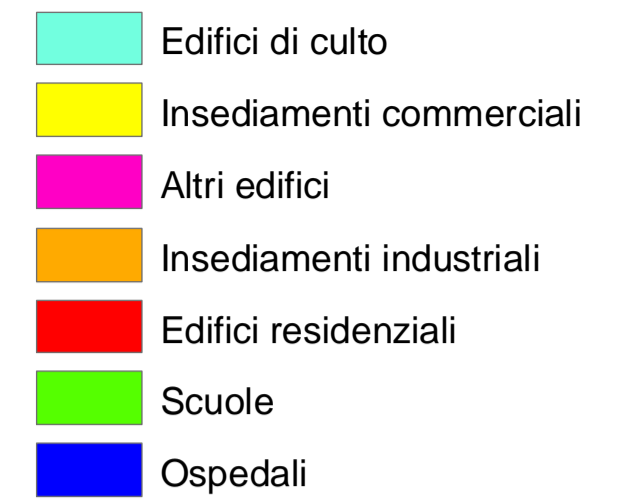 Edifici di culto
Insediamenti commerciali
Altri edifici
Insediamenti industriali
Edifici residenziali
Scuole
Ospedali